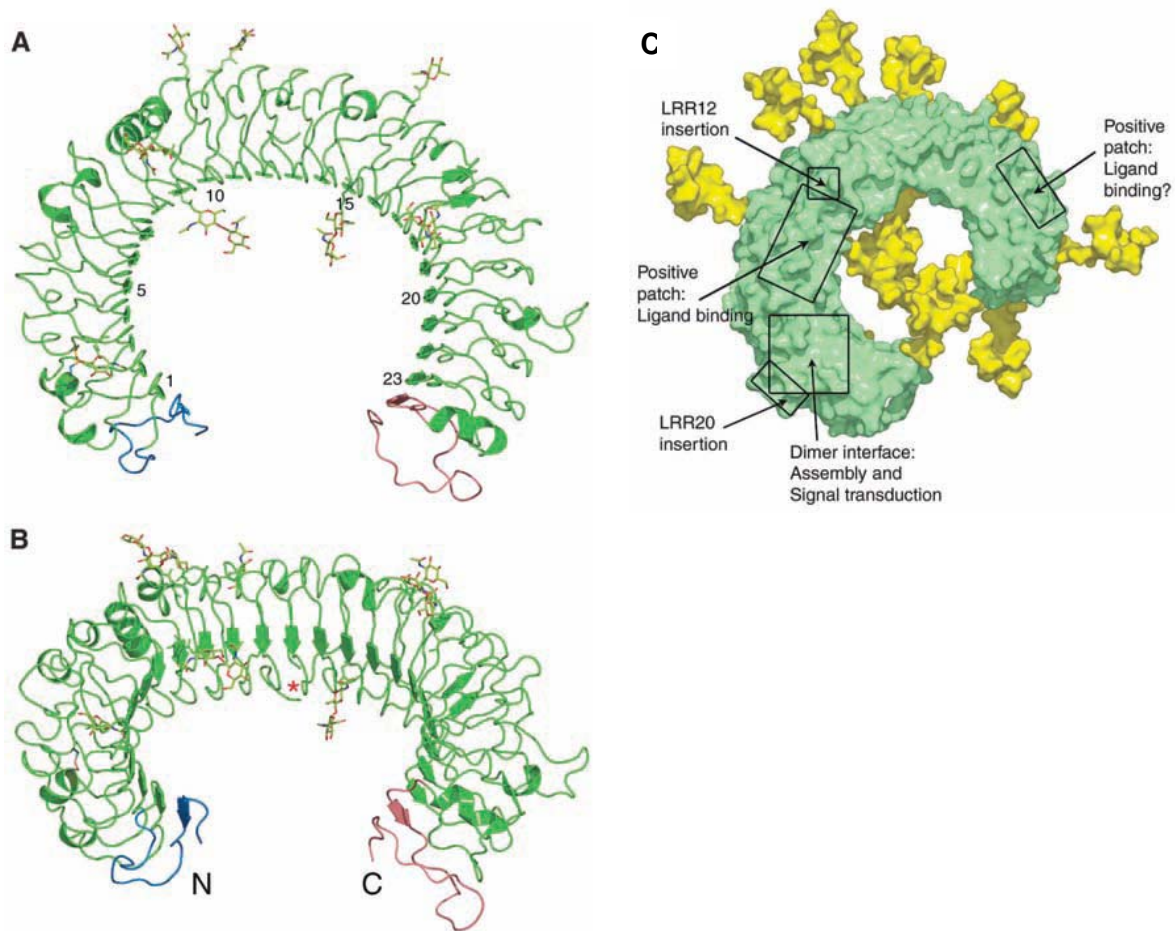 A
10
15
5
20
1
23
B
*
N
C
C
LRR12
insertion
Positive
patch:
Ligand
binding?
Positive
patch:
Ligand binding
LRR20
insertion
Dimer interface:
Assembly and
Signal transduction